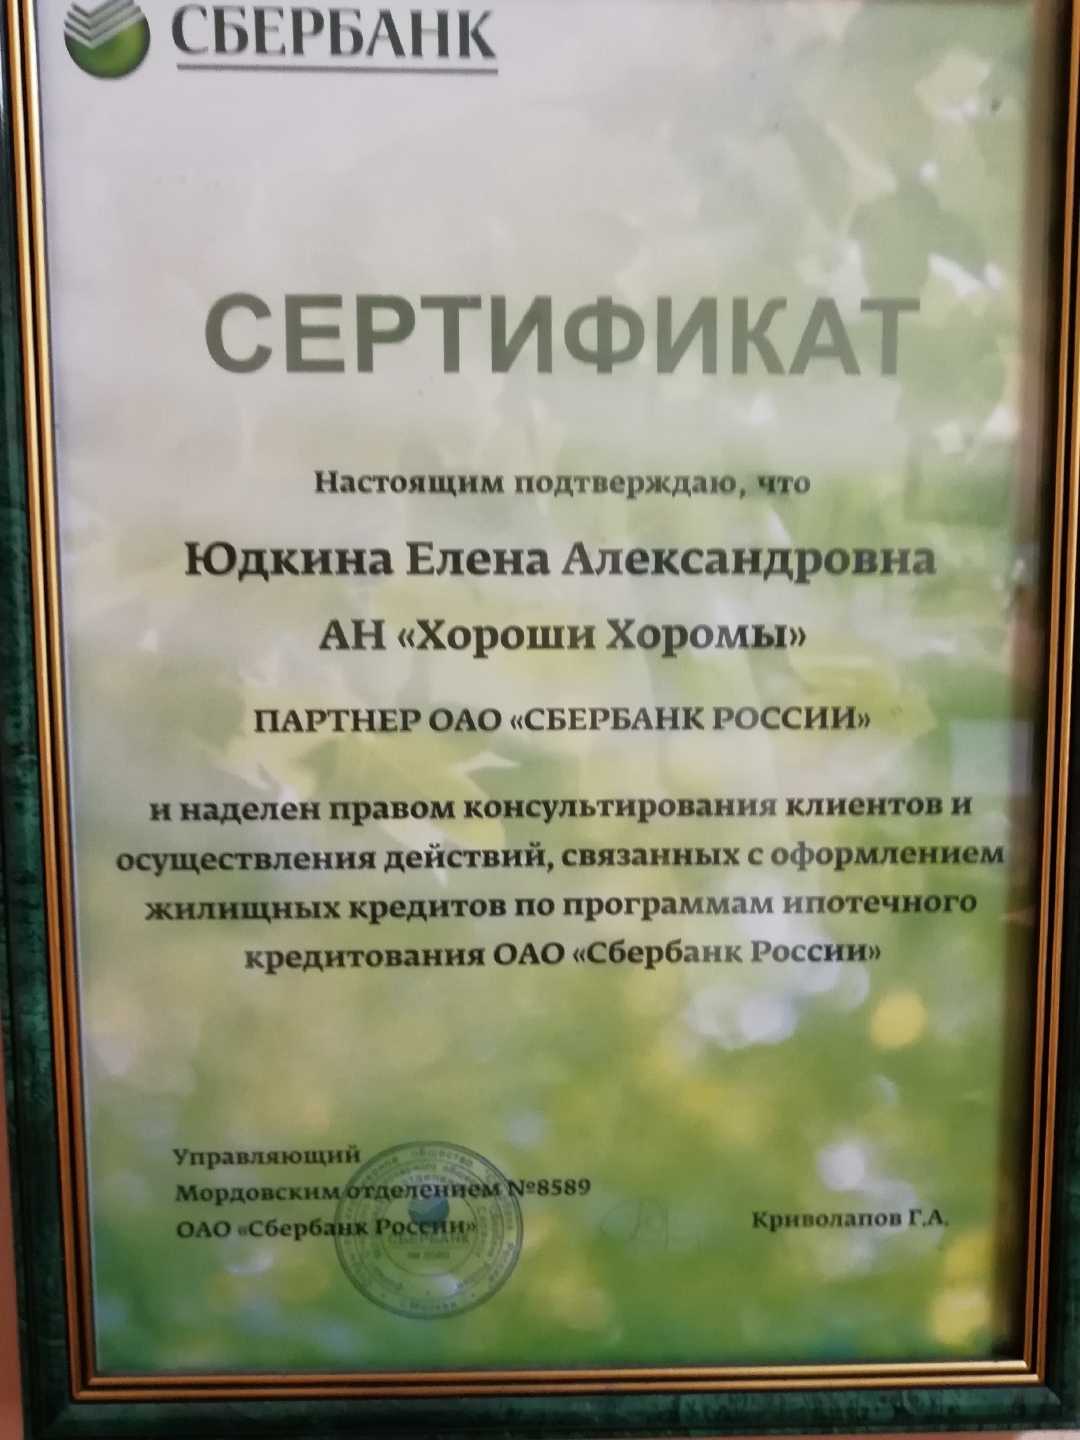 СБЕРБАНК
СЕРТИФИКАТ
Настоящим подтверждаю, что
Юдкина Елена Александровна
АН «Хороши Хоромы»
ПАРТНЕР ОАО «СБЕРБАНК РОССИИ»
и наделен правом консультирования клиентов и
осуществления действий, связанных с оформлением
жилищных кредитов по программам ипотечного
кредитования ОАО «Сбербанк России»
Управляющий
Мордовским отделением №8589
ОАО «Сбербанк России»
Криволапов Г.А.
СБЕРБАНК
г. Москва